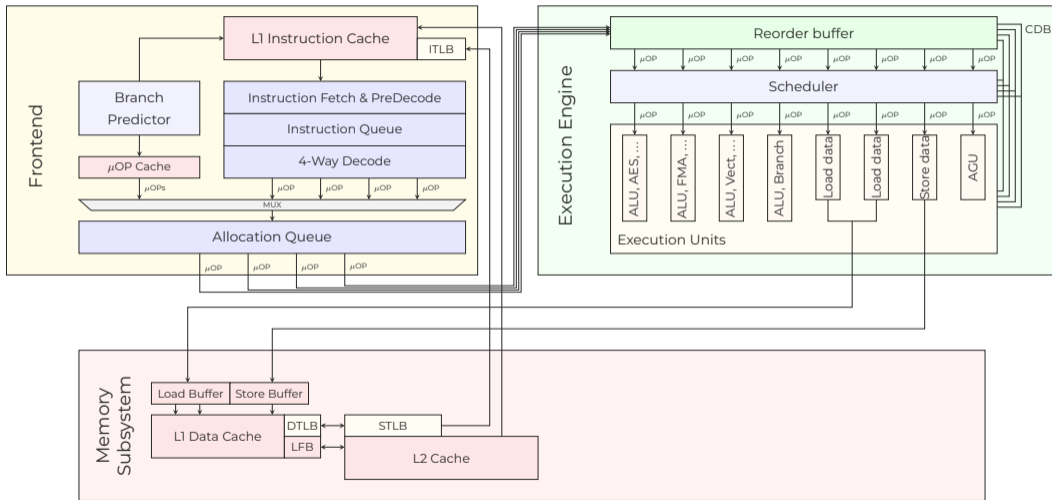 Frontend
L1 Instruction Cache
ITLB
Branch
Predictor
Instruction Fetch & PreDecode
Instruction Queue
4-Way Decode
μOP Cache
μOPs
μOP
μOP
μOP
μOP
MUX
Allocation Queue
μOP
μOP
μOP
μOP
Execution Engine
Reorder buffer
CDB
μOP
μOP
μOP
μOP
μOP
μOP
μOP
μOP
Scheduler
μOP
μOP
μOP
μOP
μOP
μOP
μOP
μOP
ALU, AES, ...
ALU, FMA, ...
ALU, Vect, ...
ALU, Branch
Load data
Load data
Store data
AGU
Execution Units
Memory
Subsystem
Load Buffer
Store Buffer
L1 Data Cache
DTLB
STLB
LFB
L2 Cache